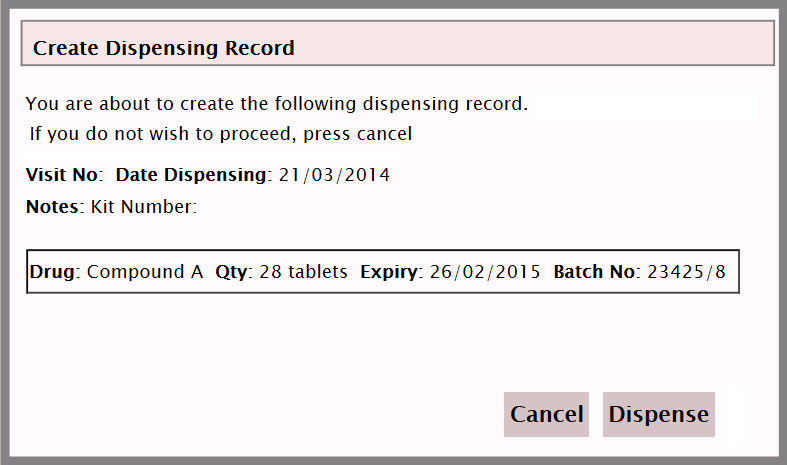 Create Dispensing Record
You are about to create the following dispensing record.
If you do not wish to proceed, press cancel
Visit No: Date Dispensing: 21/03/2014
Notes: Kit Number:
Drug: Compound A Qty: 28 tablets Expiry: 26/02/2015 Batch No: 23425/8
Cancel Dispense